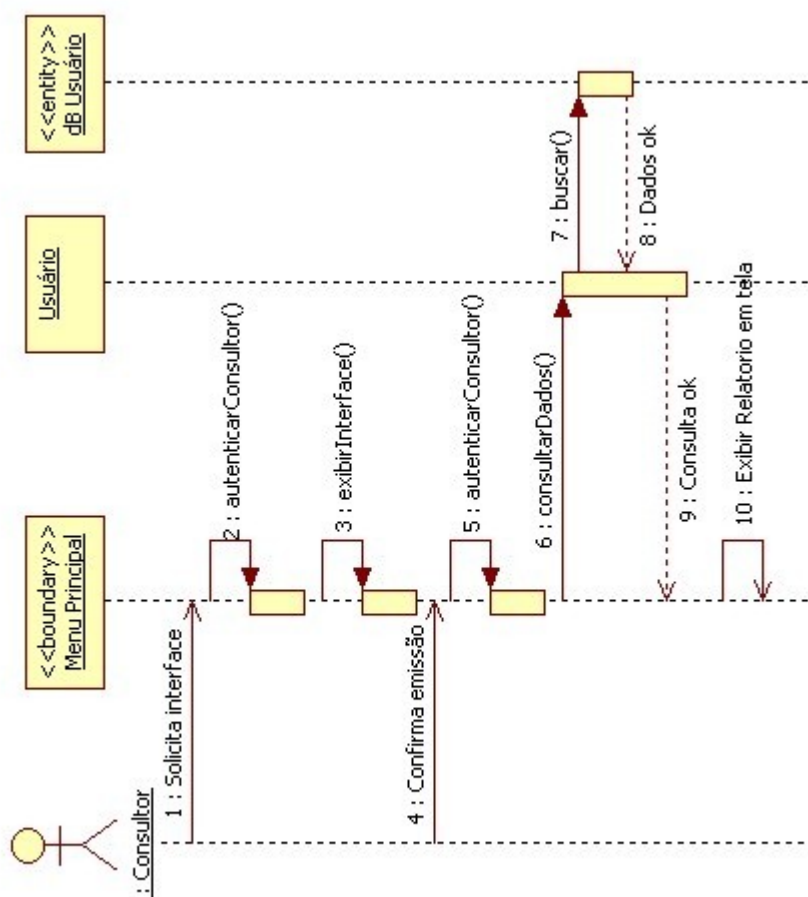 : Consultor
<<boundary>>
Menu Principal
Usuário
<<entity>>
dB Usuário
1 : Solicita interface
2 : autenticarConsultor()
3 : exibirInterface()
4 : Confirma emissão
5 : autenticarConsultor()
6 : consultarDados()
7 : buscar()
8 : Dados ok
9 : Consulta ok
10 : Exibir Relatorio em tela